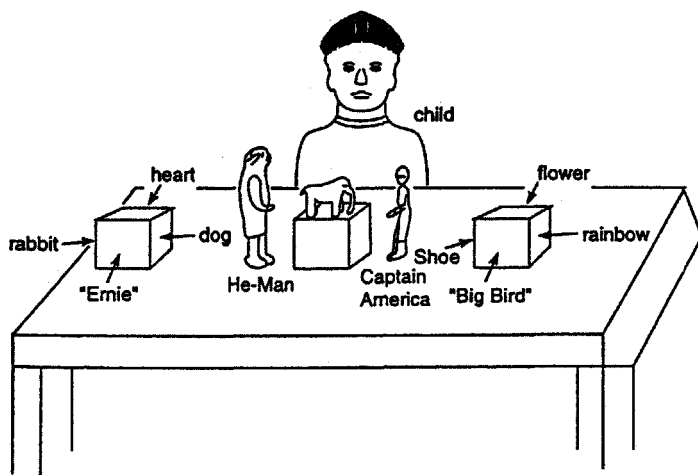 child
heart
flower
rabbit
dog
Shoe
rainbow
"Ernie"
He-Man
Captain
America
"Big Bird"